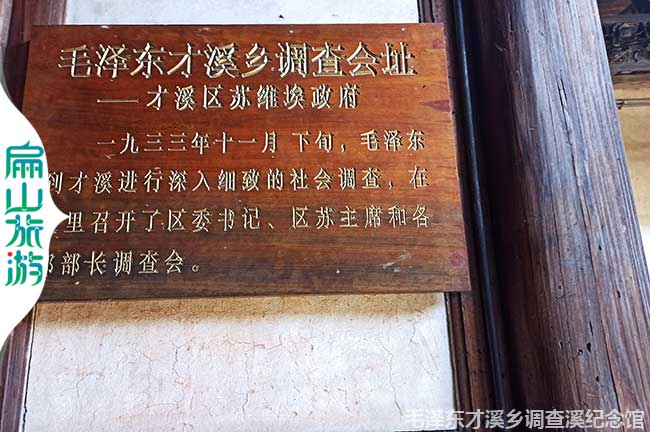 毛泽东才溪乡调查会址
——才溪区苏维埃政府
一九三三年十一月下旬，毛泽东
到才溪进行深入细致的社会调查，在
里召开了区委书记、区苏主席和各
部长调查会。
扁山旅游
毛泽东才溪乡调查溪纪念馆